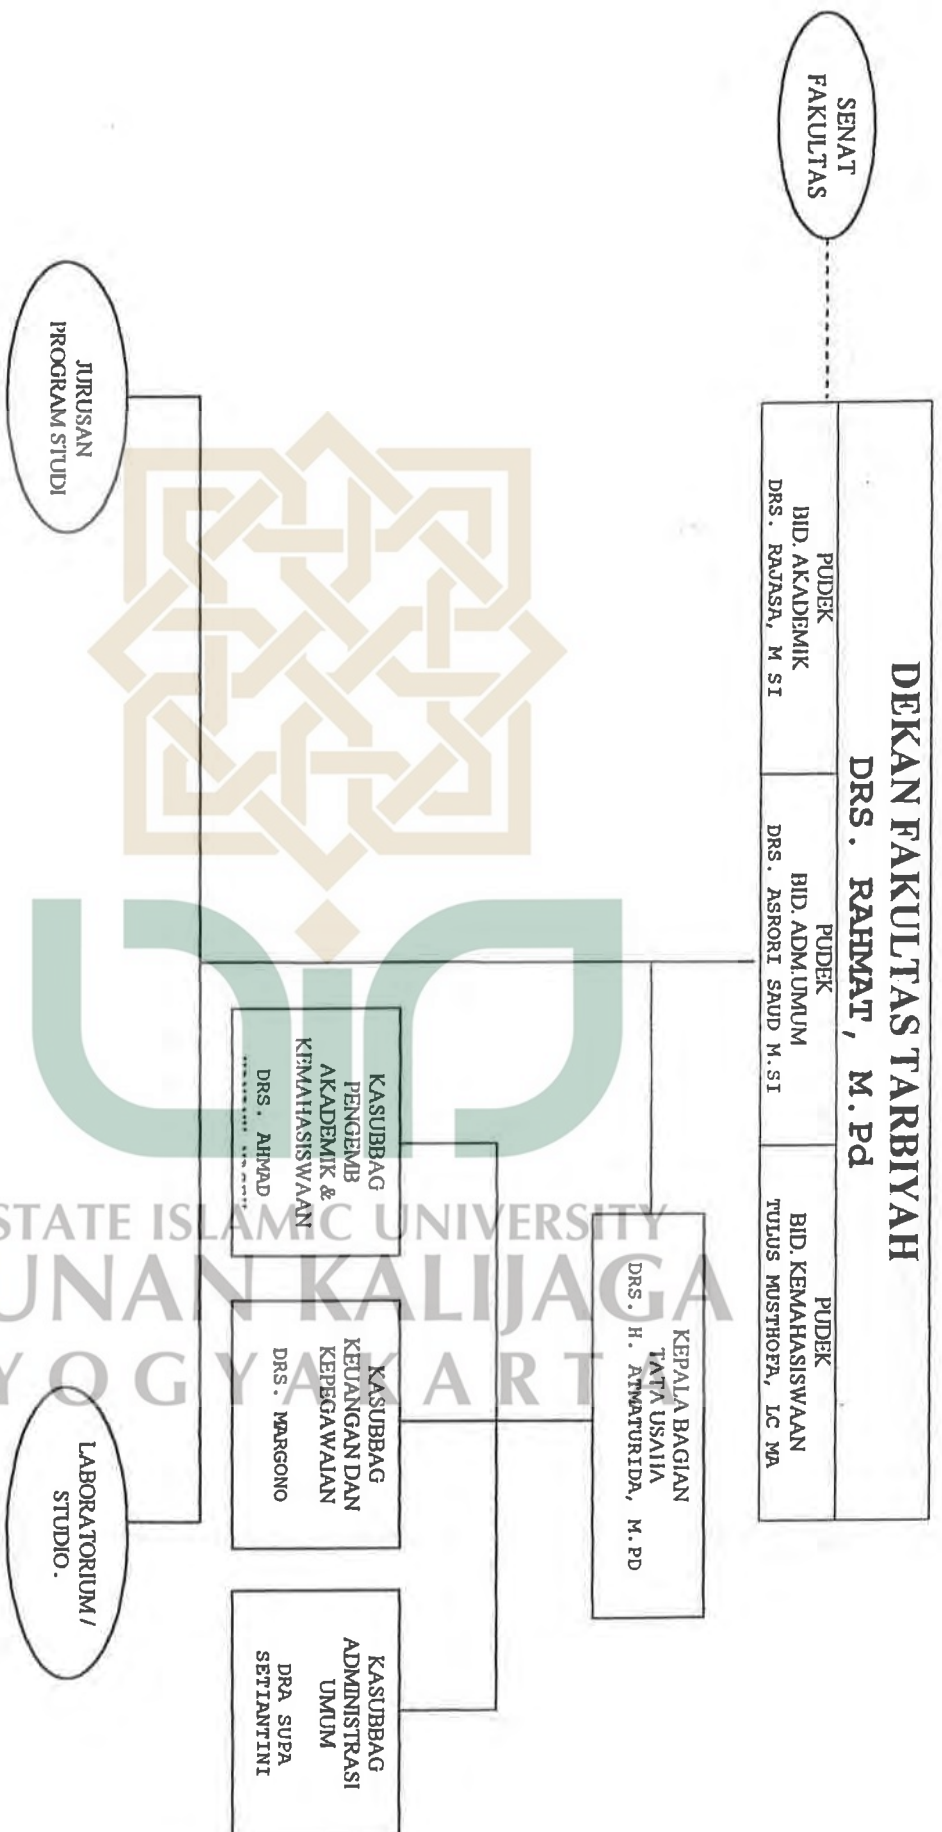 DEKAN FAKULTAS TARBIYAH
DRS. RAHMAT, M.Pd
SENAT
FAKULTAS
PUDEK
BID. AKADEMIK
DRS. RAJASA, M SI
PUDEK
BID. ADM.UMUM
DRS. ASRORI SAUD M.SI
PUDEK
BID. KEMAHASISWAAN
TULUS MUSTHOFA, LC MA
KEPALA BAGIAN
TATA USAHA
DRS. H. ATMATURIDA, M.PD
KASUBBAG
PENGEMB
AKADEMIK &
KEMAHASISWAAN
DRS. AHMAD
KASUBBAG
KEUANGAN DAN
KEPEGAWAIAN
DRS. MARGONO
KASUBBAG
ADMINISTRASI
UMUM
DRA SUPA
SETIANTINI
JURUSAN
PROGRAM STUDI
LABORATORIUM /
STUDIO.
STATE ISLAMIC UNIVERSITY
UNAN KALIJAGA
YOGYAKARTA